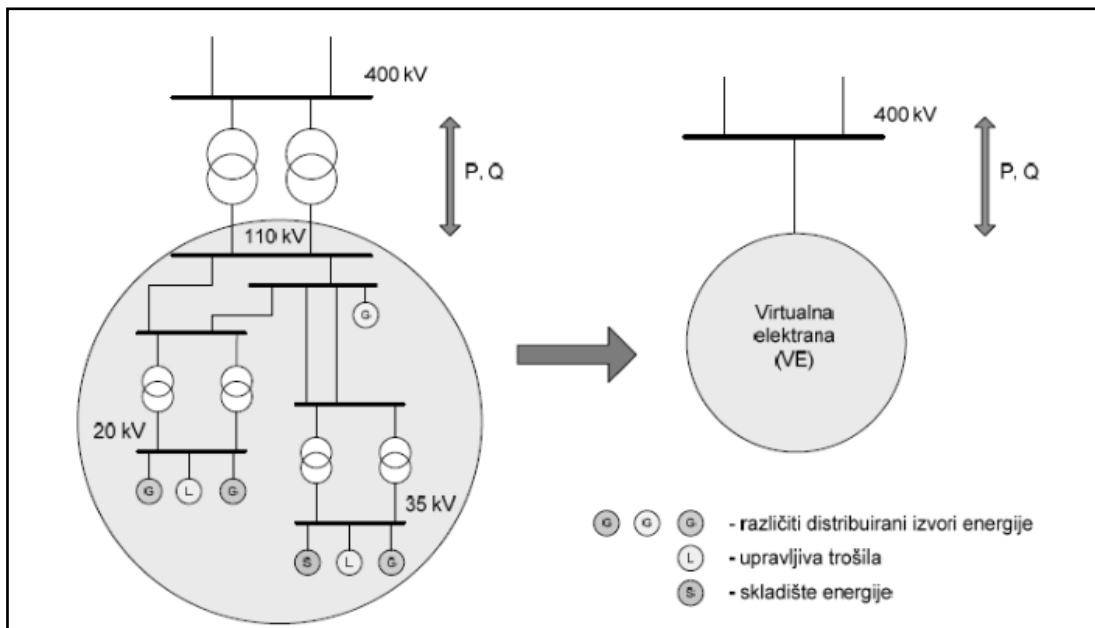 400 kV
P, Q
110 kV
G
20 kV
G L G
35 kV
S L G
400 kV
P, Q
Virtualna
elektrana
(VE)
G G G - različiti distribuirani izvori energije
L - upravljiva trošila
S - skladište energije